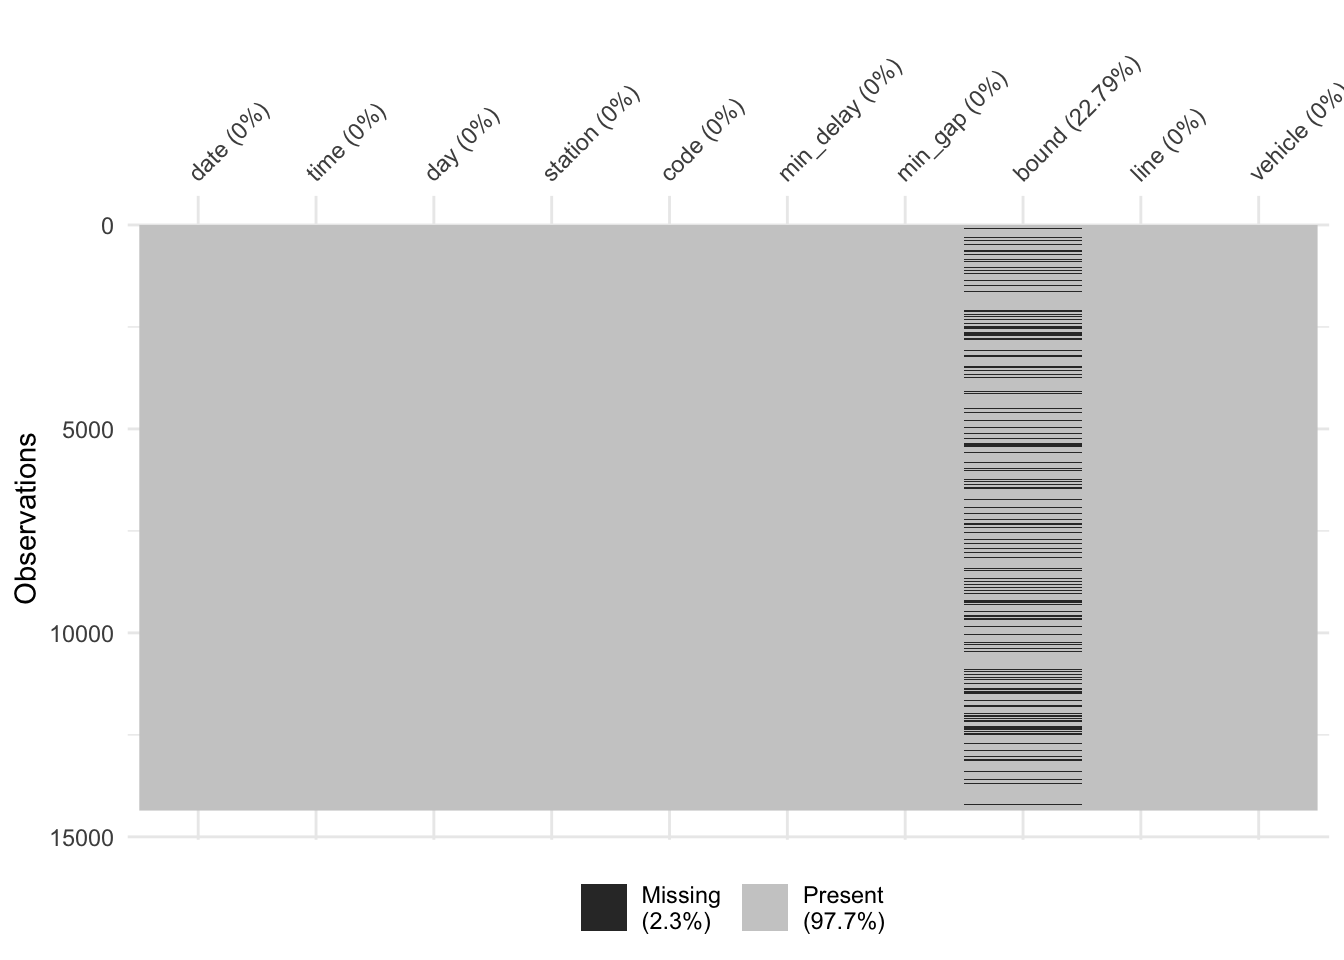 date (0%)
time (0%)
day (0%)
station (0%)
code (0%)
min_delay (0%)
min_gap (0%)
bound (22.79%)
line (0%)
vehicle (0%)
0
5000
10000
15000
Observations
Missing
(2.3%)
Present
(97.7%)